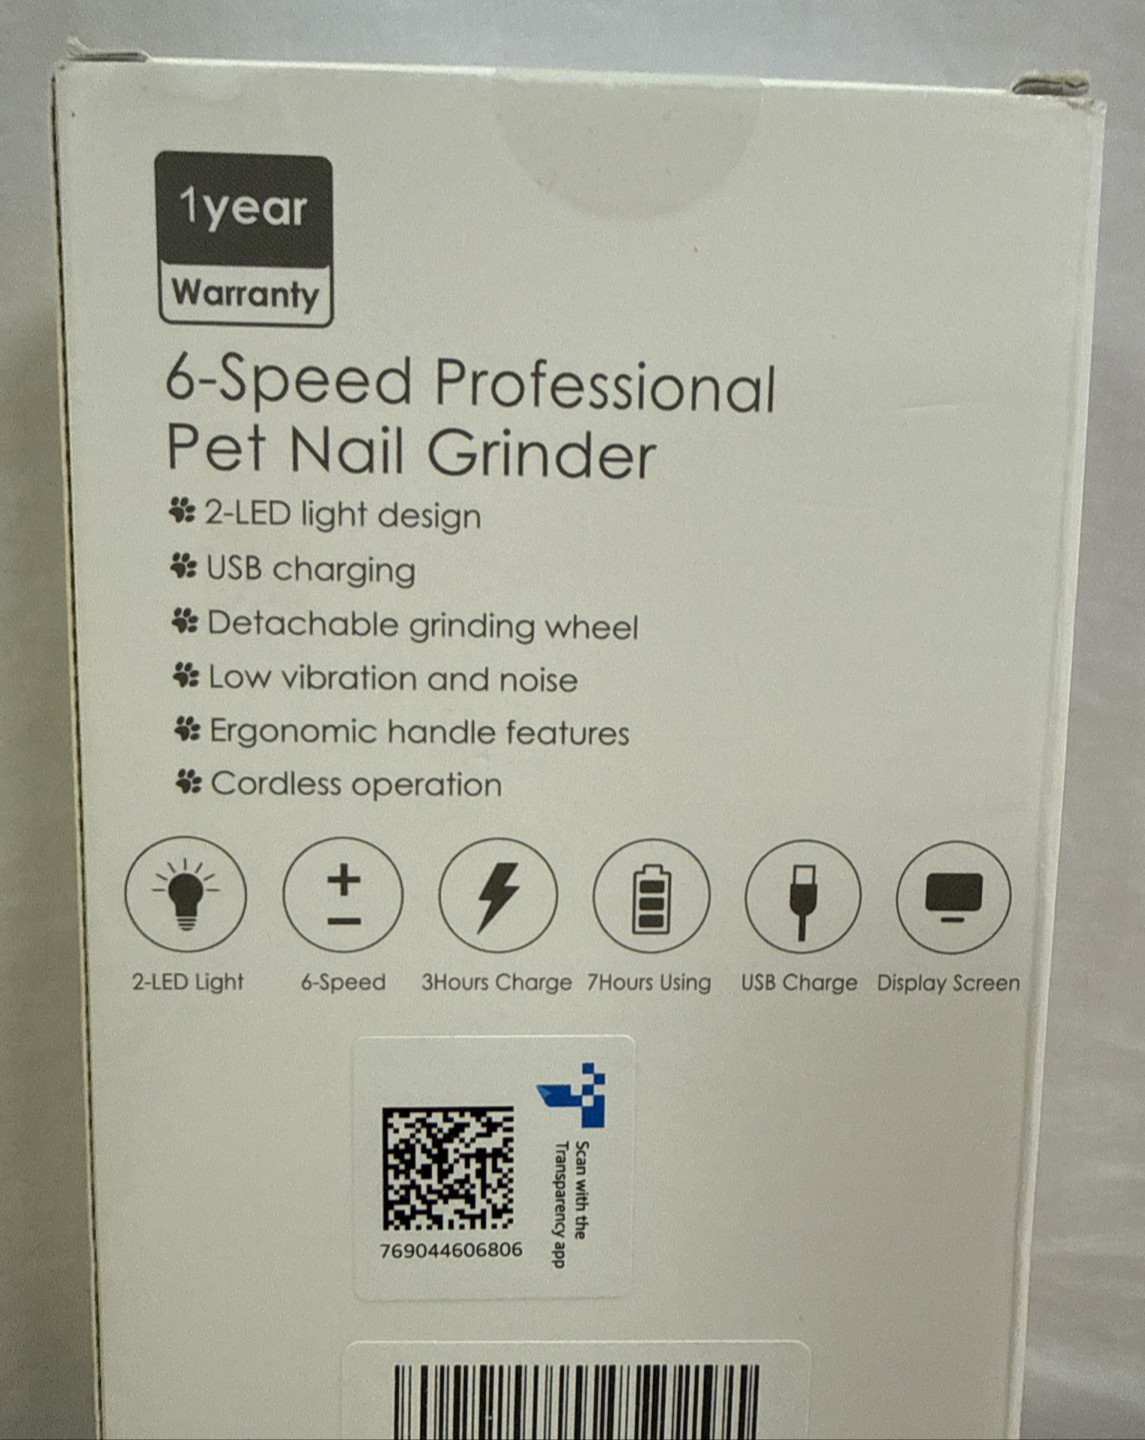 1year
Warranty
6-Speed Professional
Pet Nail Grinder
2-LED light design
USB charging
Detachable grinding wheel
Low vibration and noise
Ergonomic handle features
Cordless operation
2-LED Light
6-Speed
3Hours Charge
7Hours Using
USB Charge
Display Screen
Scan with the
Transparency app
769044606806